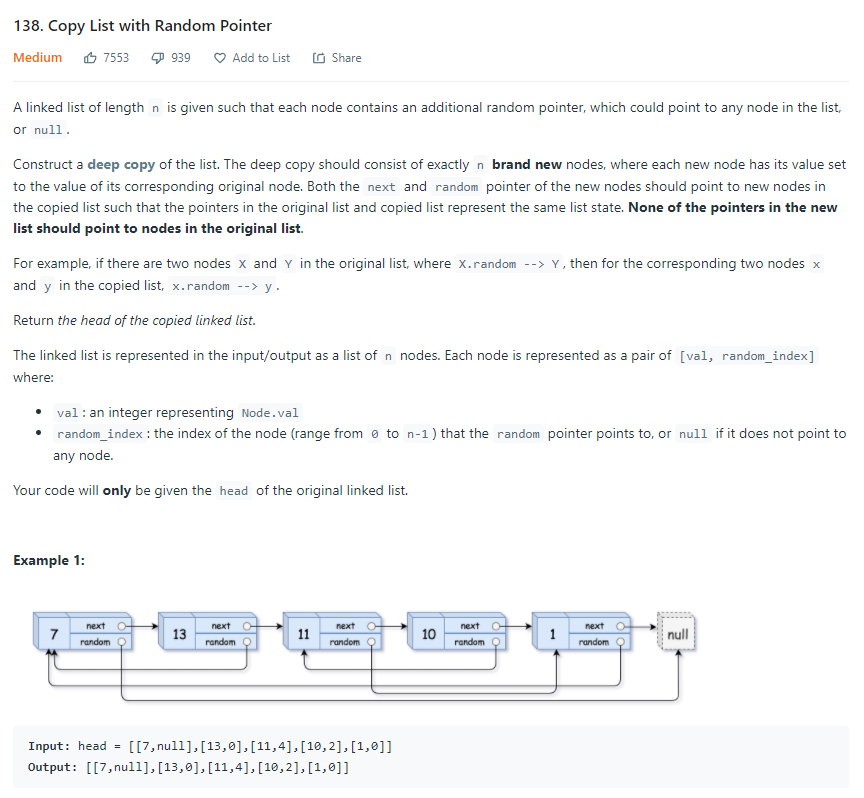 138. Copy List with Random Pointer
Medium 7553 939 Add to List Share
A linked list of length n is given such that each node contains an additional random pointer, which could point to any node in the list,
or null.
Construct a deep copy of the list. The deep copy should consist of exactly n brand new nodes, where each new node has its value set
to the value of its corresponding original node. Both the next and random pointer of the new nodes should point to new nodes in
the copied list such that the pointers in the original list and copied list represent the same list state. None of the pointers in the new
list should point to nodes in the original list.
For example, if there are two nodes X and Y in the original list, where X.random --> Y, then for the corresponding two nodes x
and y in the copied list, x.random --> y.
Return the head of the copied linked list.
The linked list is represented in the input/output as a list of n nodes. Each node is represented as a pair of [val, random_index]
where:
• val: an integer representing Node.val
• random_index: the index of the node (range from 0 to n-1) that the random pointer points to, or null if it does not point to
any node.
Your code will only be given the head of the original linked list.
Example 1:
7 next random 13 next random 11 next random 10 next random 1 next random null
Input: head = [[7,null],[13,0],[11,4],[10,2],[1,0]]
Output: [[7,null],[13,0],[11,4],[10,2],[1,0]]